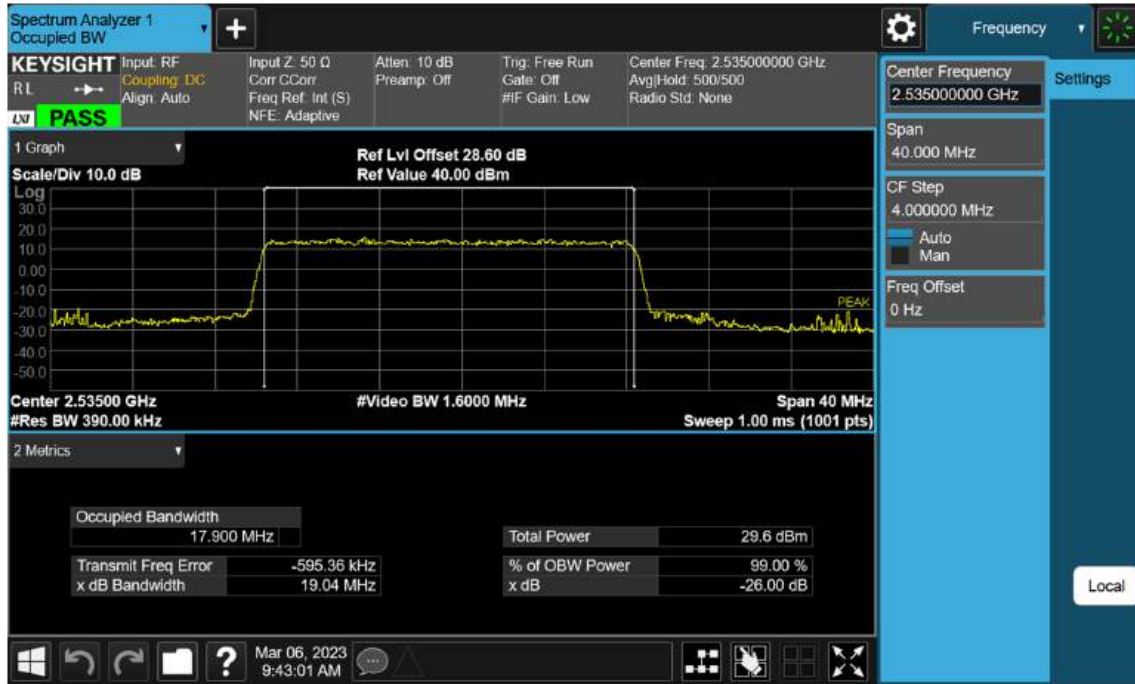 Spectrum Analyzer 1
Occupied BW
+
Frequency
KEYSIGHT
RL
LXI PASS
Input: RF
Coupling: DC
Align: Auto
Input Z: 50 Ω
Corr CCorr
Freq Ref: Int (S)
NFE: Adaptive
Atten: 10 dB
Preamp: Off
Trig: Free Run
Gate: Off
#IF Gain: Low
Center Freq: 2.535000000 GHz
Avg|Hold: 500/500
Radio Std: None
Center Frequency
2.535000000 GHz
Settings
Span
40.000 MHz
CF Step
4.000000 MHz
Auto
Man
Freq Offset
0 Hz
Local
1 Graph
Scale/Div 10.0 dB
Ref Lvl Offset 28.60 dB
Ref Value 40.00 dBm
Log
30.0
20.0
10.0
0.00
-10.0
-20.0
-30.0
-40.0
-50.0
PEAK
Center 2.53500 GHz
#Video BW 1.6000 MHz
Span 40 MHz
#Res BW 390.00 kHz
Sweep 1.00 ms (1001 pts)
2 Metrics
Occupied Bandwidth
17.900 MHz
Total Power 29.6 dBm
Transmit Freq Error -595.36 kHz
% of OBW Power 99.00 %
x dB Bandwidth 19.04 MHz
x dB -26.00 dB
?
Mar 06, 2023
9:43:01 AM